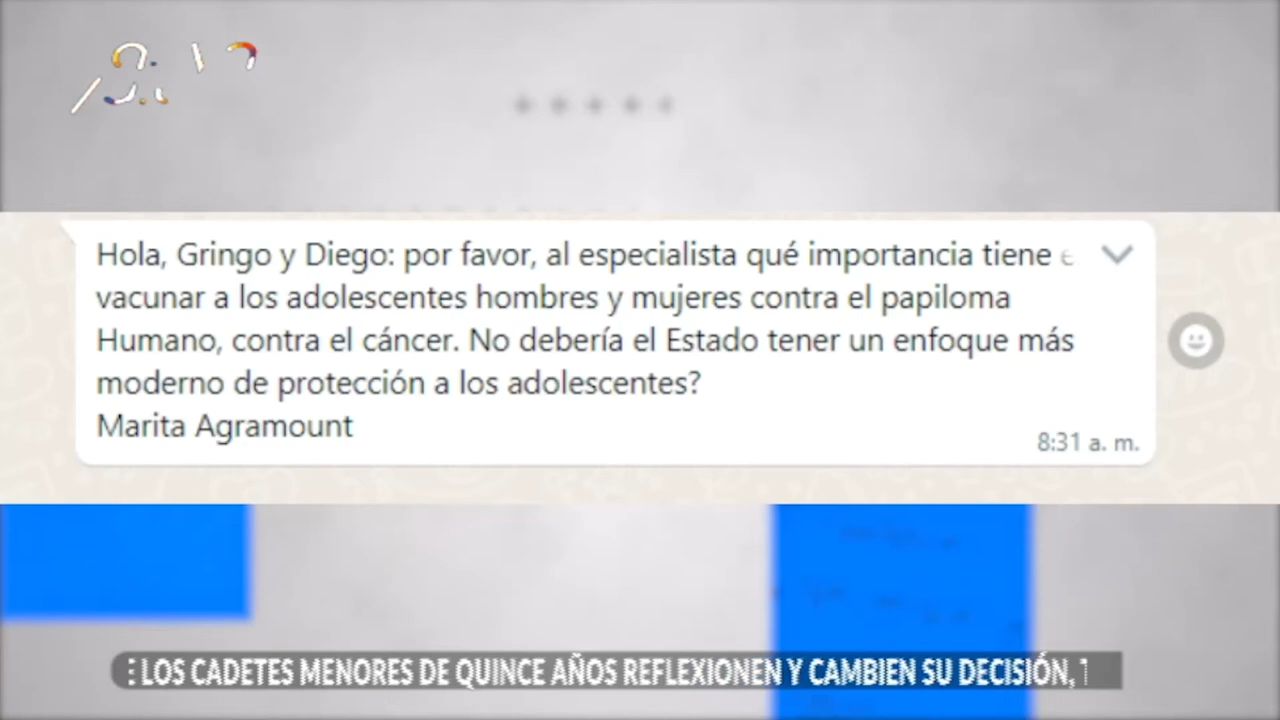 Hola, Gringo y Diego: por favor, al especialista qué importancia tiene
vacunar a los adolescentes hombres y mujeres contra el papiloma
Humano, contra el cáncer. No debería el Estado tener un enfoque más
moderno de protección a los adolescentes?
Marita Agramount
8:31 a. m.
LOS CADETES MENORES DE QUINCE AÑOS REFLEXIONEN Y CAMBIEN SU DECISIÓN,